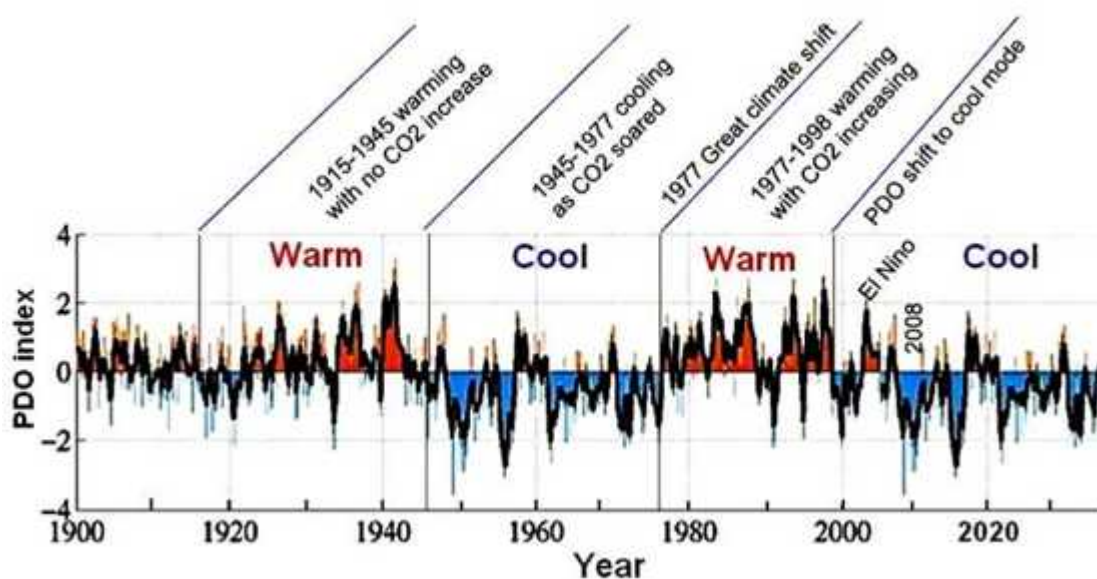 1915-1945 warming
with no CO2 increase
1945-1977 cooling
as CO2 soared
1977 Great climate shift
1977-1998 warming
with CO2 increasing
PDO shift to cool mode
Warm
Cool
Warm
Cool
El Nino
2008
PDO index
4
2
0
-2
-4
1900
1920
1940
1960
1980
2000
2020
Year